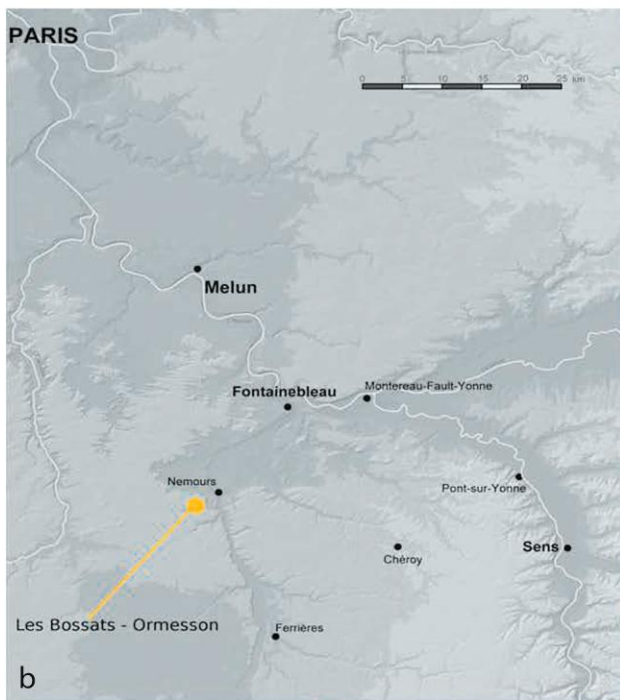 PARIS
0 5 10 15 20 25 km
Melun
Fontainebleau
Montereau-Fault-Yonne
Nemours
Pont-sur-Yonne
Sens
Chéroy
Les Bossats - Ormesson
Ferrières
b